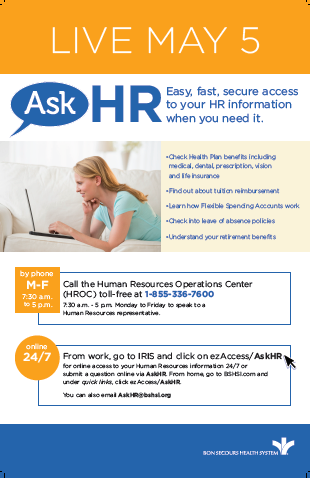 LIVE MAY 5
Ask HR
Easy, fast, secure access
to your HR information
when you need it.
•Check Health Plan benefits including
medical, dental, prescription, vision
and life insurance
•Find out about tuition reimbursement
•Learn how Flexible Spending Accounts work
•Check into leave of absence policies
•Understand your retirement benefits
by phone
M-F
7:30 a.m.
to 5 p.m.
Call the Human Resources Operations Center
(HROC) toll-free at 1-855-336-7600
7:30 a.m. - 5 p.m. Monday to Friday to speak to a
Human Resources representative.
online
24/7
From work, go to IRIS and click on ezAccess/AskHR
for online access to your Human Resources information 24/7 or
submit a question online via AskHR. From home, go to BSHSI.com and
under quick links, click ezAccess/AskHR.
You can also email AskHR@bshsi.org
BON SECOURS HEALTH SYSTEM